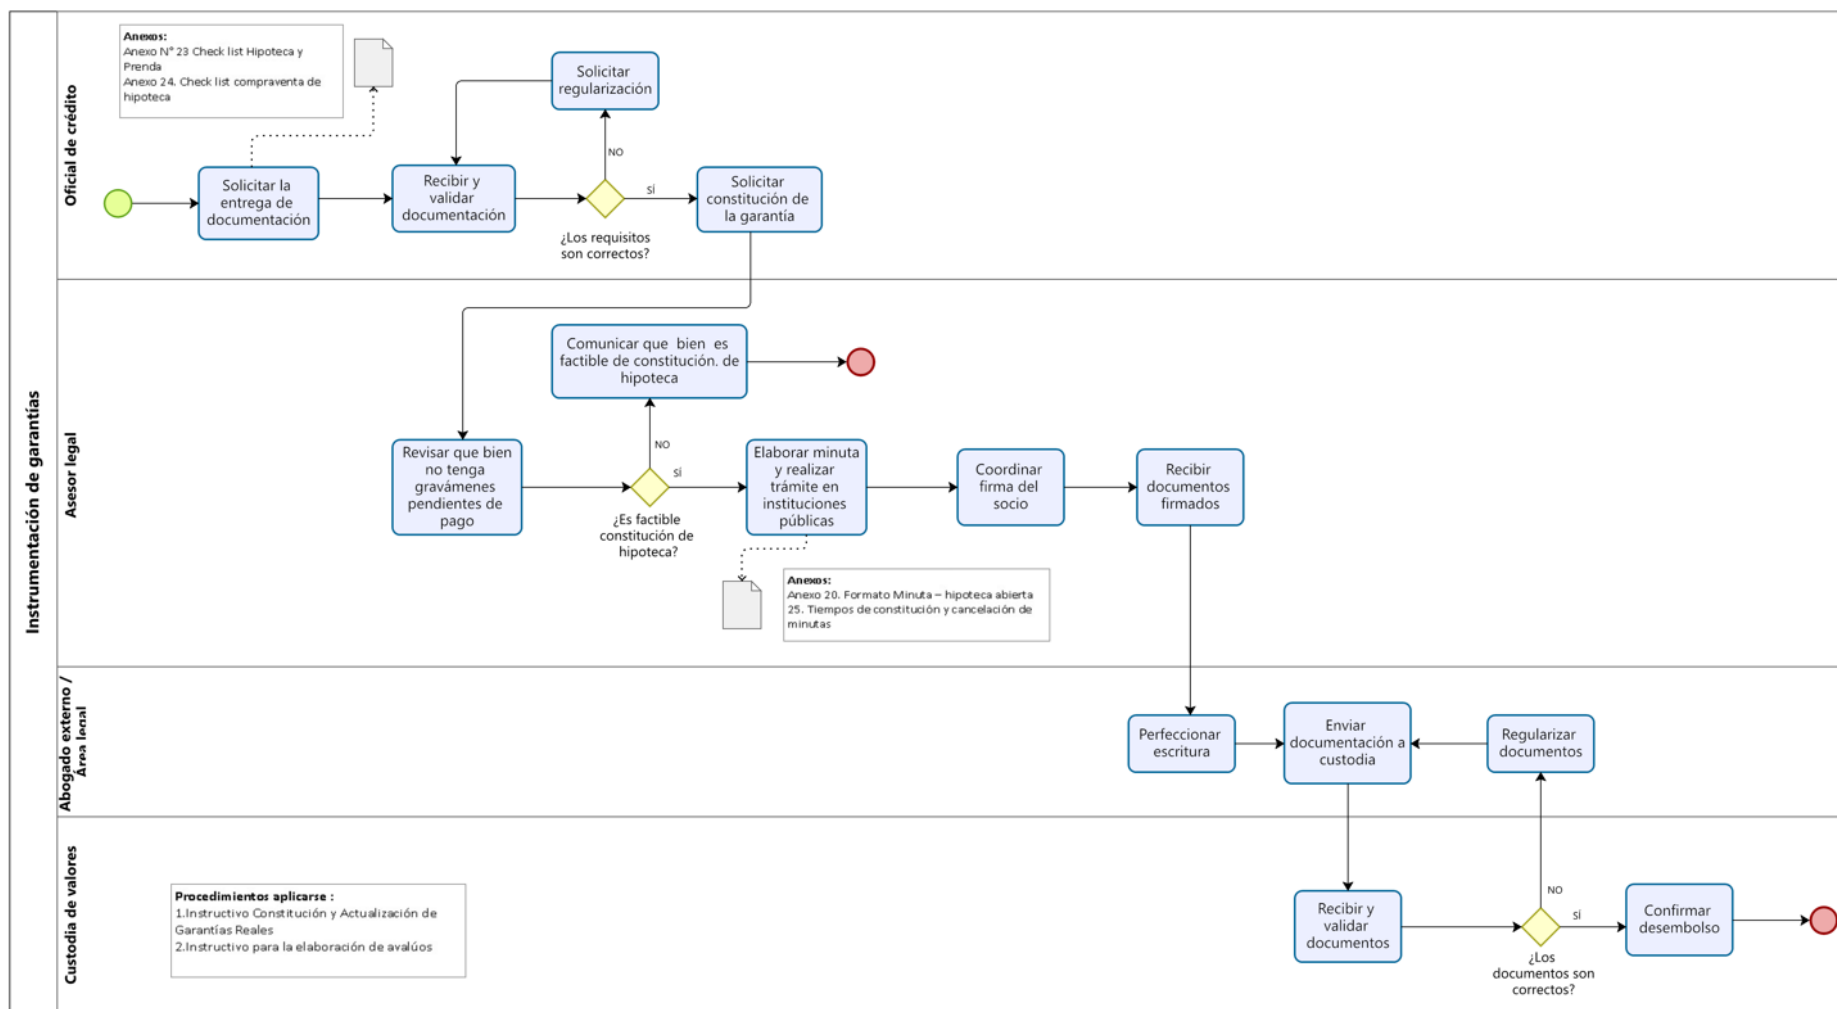 Instrumentación de garantías
Oficial de crédito
Anexos:
Anexo N° 23 Check list Hipoteca y
Prenda
Anexo 24. Check list compraventa de
hipoteca
Solicitar la
entrega de
documentación
Recibir y
validar
documentación
Solicitar
regularización
NO
¿Los requisitos
son correctos?
SÍ
Solicitar
constitución de
la garantía
Asesor legal
Revisar que bien
no tenga
gravámenes
pendientes de
pago
Comunicar que bien es
factible de constitución. de
hipoteca
NO
¿Es factible
constitución de
hipoteca?
SÍ
Elaborar minuta
y realizar
trámite en
instituciones
públicas
Anexos:
Anexo 20. Formato Minuta – hipoteca abierta
25. Tiempos de constitución y cancelación de
minutas
Coordinar
firma del
socio
Recibir
documentos
firmados
Abogado externo /
Área legal
Perfeccionar
escritura
Enviar
documentación a
custodia
Regularizar
documentos
Custodia de valores
Procedimientos aplicarse :
1.Instructivo Constitución y Actualización de
Garantías Reales
2.Instructivo para la elaboración de avalúos
Recibir y
validar
documentos
NO
¿Los
documentos son
correctos?
SÍ
Confirmar
desembolso